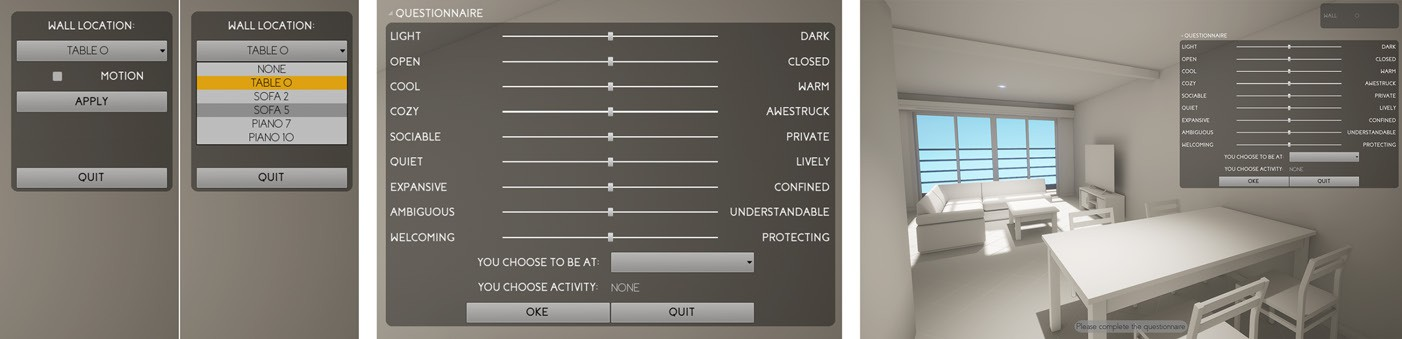 WALL LOCATION:
TABLE 0
MOTION
APPLY
QUIT
WALL LOCATION:
TABLE 0
NONE
TABLE 0
SOFA 2
SOFA 5
PIANO 7
PIANO 10
QUIT
QUESTIONNAIRE
LIGHT DARK
OPEN CLOSED
COOL WARM
COZY AWESTRUCK
SOCIABLE PRIVATE
QUIET LIVELY
EXPANSIVE CONFINED
AMBIGUOUS UNDERSTANDABLE
WELCOMING PROTECTING
YOU CHOOSE TO BE AT:
YOU CHOOSE ACTIVITY: NONE
OKE QUIT
WALL
QUESTIONNAIRE
LIGHT DARK
OPEN CLOSED
COOL WARM
COZY AWESTRUCK
SOCIABLE PRIVATE
QUIET LIVELY
EXPANSIVE CONFINED
AMBIGUOUS UNDERSTANDABLE
WELCOMING PROTECTING
YOU CHOOSE TO BE AT:
YOU CHOOSE ACTIVITY: NONE
OKE QUIT
Please complete the questionnaire